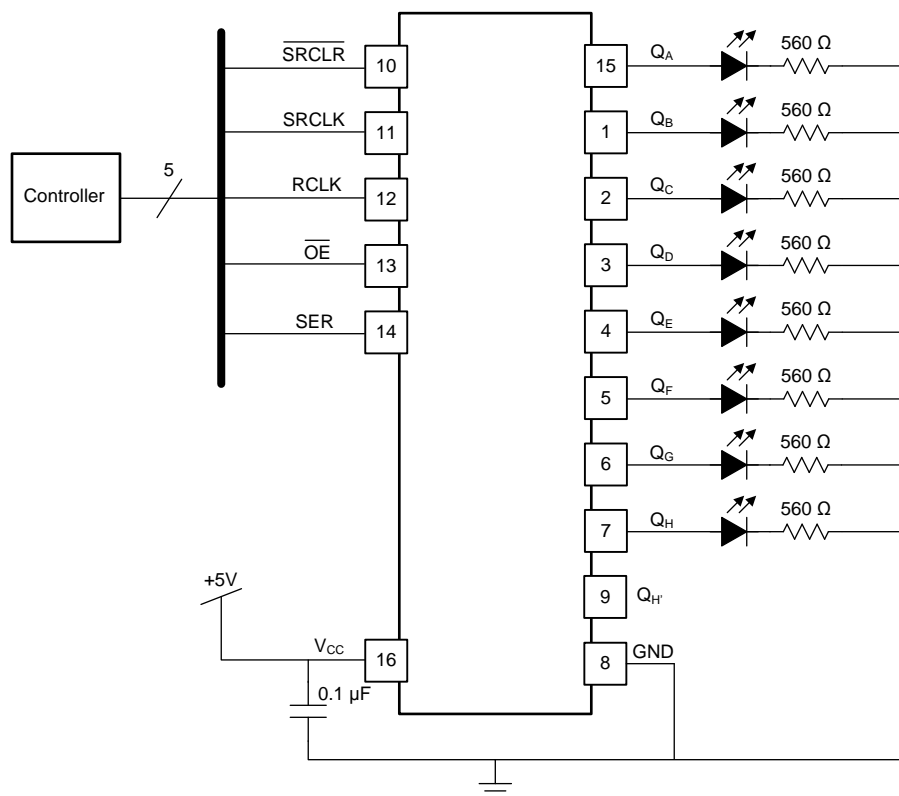 SRCLR
10
15
QA
560 Ω
SRCLK
11
1
QB
560 Ω
5
Controller
RCLK
12
2
QC
560 Ω
OE
13
3
QD
560 Ω
SER
14
4
QE
560 Ω
5
QF
560 Ω
6
QG
560 Ω
7
QH
560 Ω
+5V
9
QH'
VCC
16
8
GND
0.1 µF